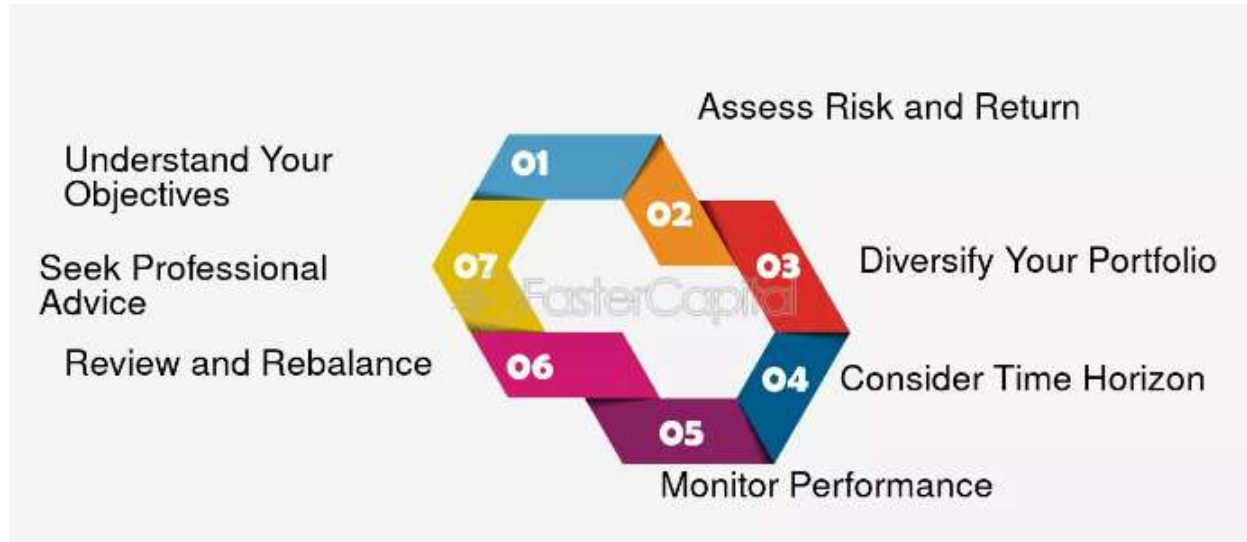 01
Understand Your
Objectives
02
Assess Risk and Return
03
Diversify Your Portfolio
04
Consider Time Horizon
05
Monitor Performance
06
Review and Rebalance
07
Seek Professional
Advice
FasterCapital